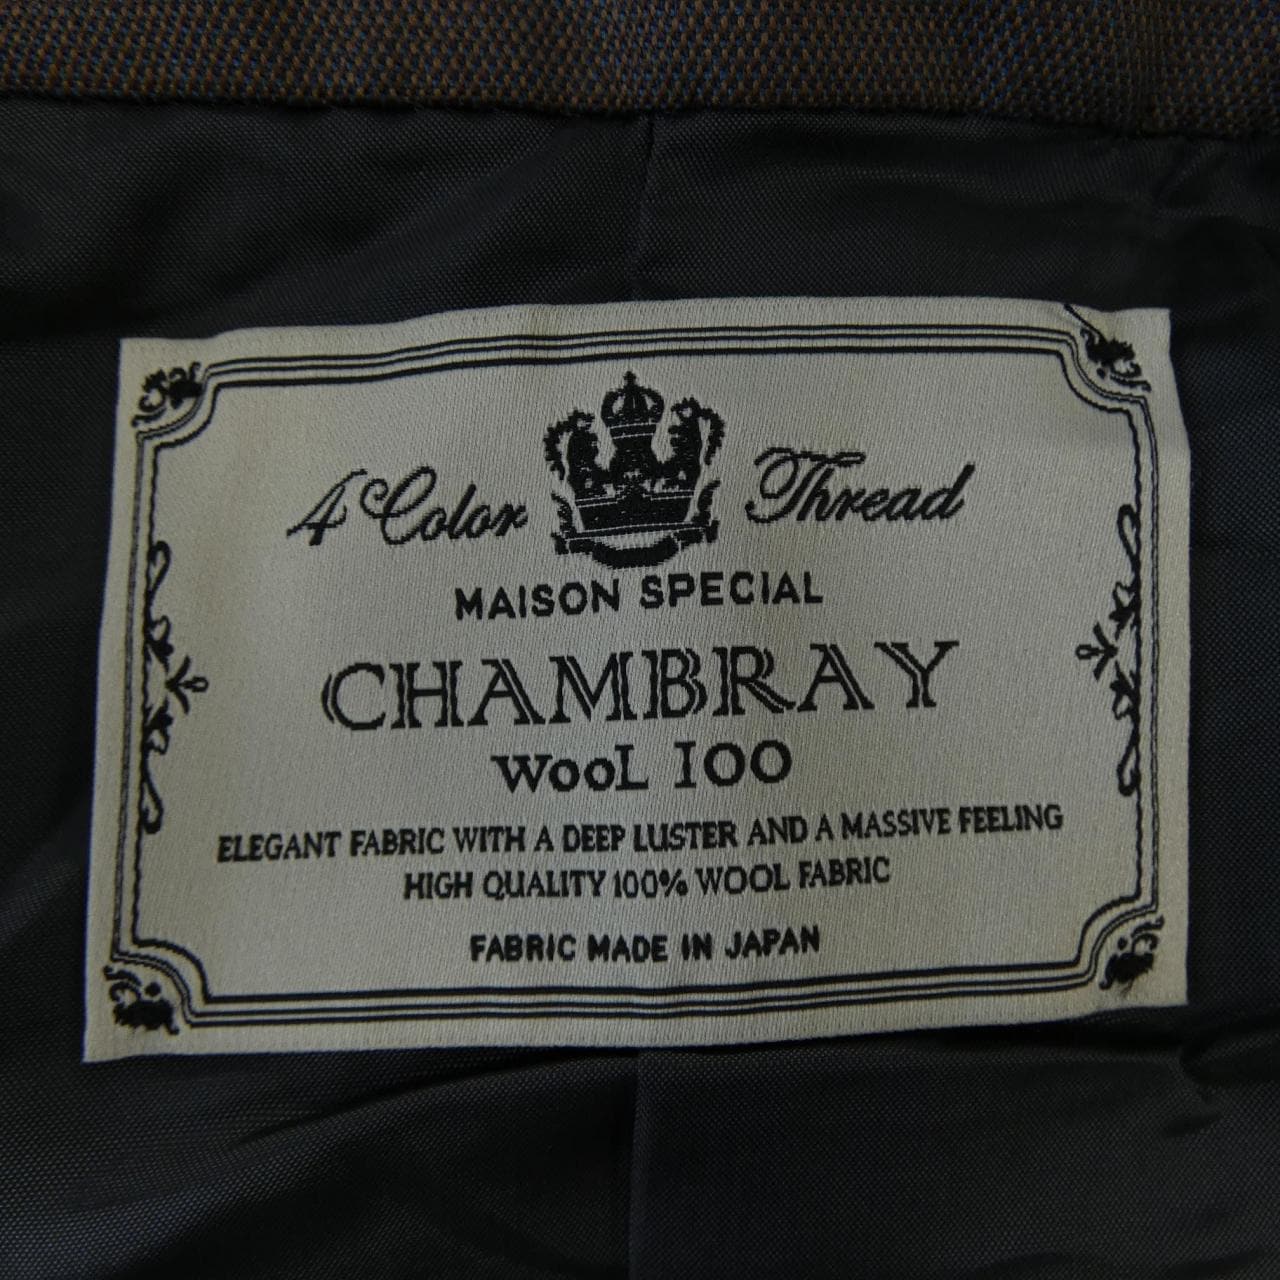 4 Color Thread
MAISON SPECIAL
CHAMBRAY
WOOL 100
ELEGANT FABRIC WITH A DEEP LUSTER AND A MASSIVE FEELING
HIGH QUALITY 100% WOOL FABRIC
FABRIC MADE IN JAPAN